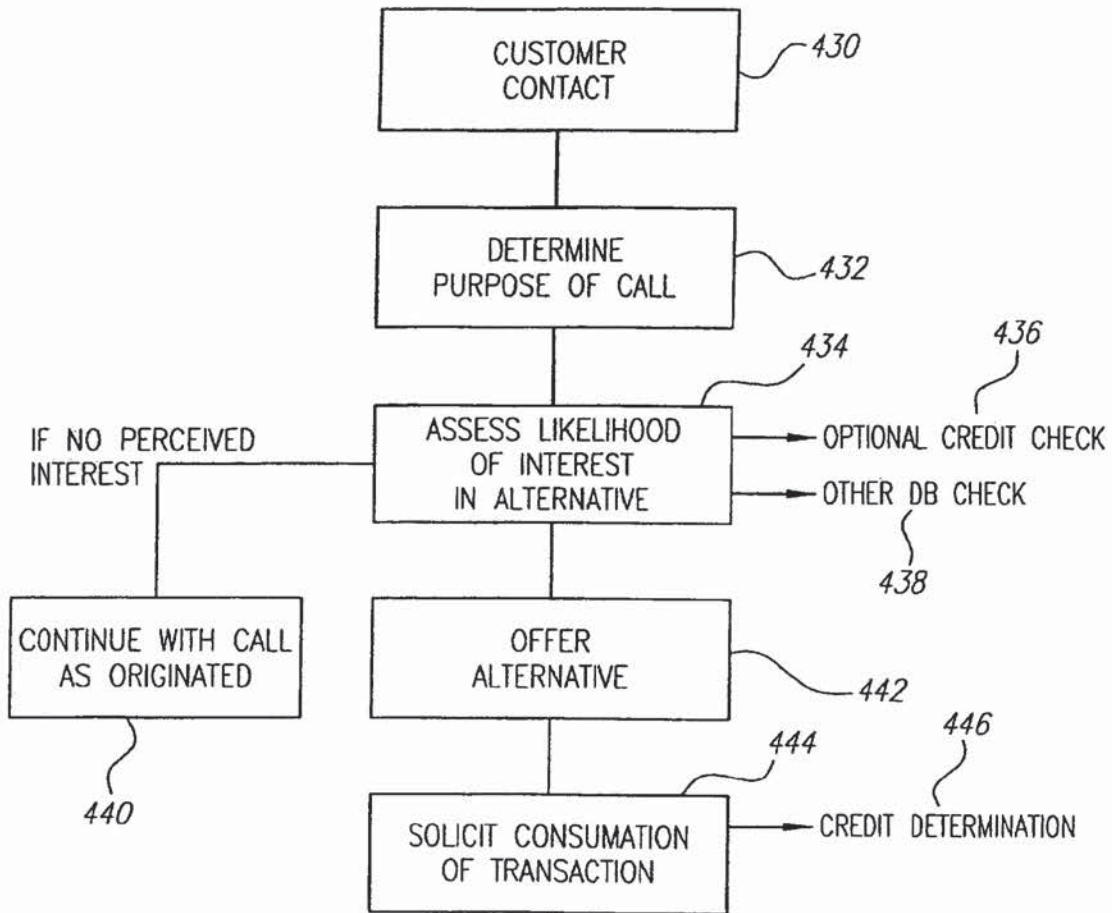 CUSTOMER
CONTACT
430
DETERMINE
PURPOSE OF CALL
432
434
436
IF NO PERCEIVED
INTEREST
ASSESS LIKELIHOOD
OF INTEREST
IN ALTERNATIVE
OPTIONAL CREDIT CHECK
OTHER DB CHECK
438
CONTINUE WITH CALL
AS ORIGINATED
440
OFFER
ALTERNATIVE
442
444
446
SOLICIT CONSUMATION
OF TRANSACTION
CREDIT DETERMINATION